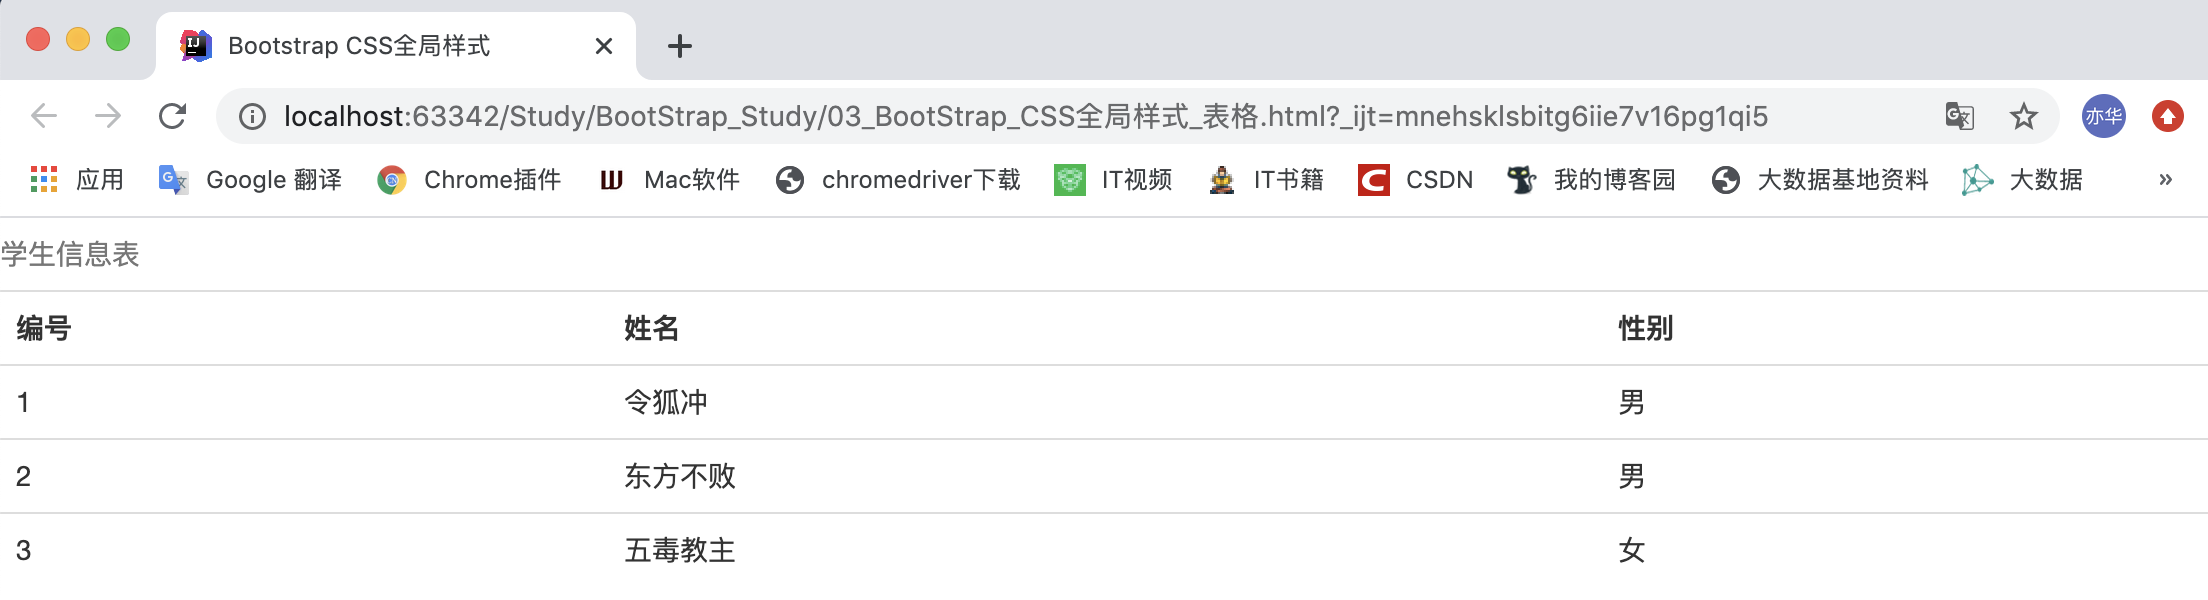 Bootstrap CSS全局样式
localhost:63342/Study/BootStrap_Study/03_BootStrap_CSS全局样式_表格.html?_ijt=mnehsklsbitg6iie7v16pg1qi5 亦华
应用 Google 翻译 Chrome插件 Mac软件 chromedriver下载 IT视频 IT书籍 CSDN 我的博客园 大数据基地资料 大数据 »
学生信息表
编号 姓名 性别
1 令狐冲 男
2 东方不败 男
3 五毒教主 女